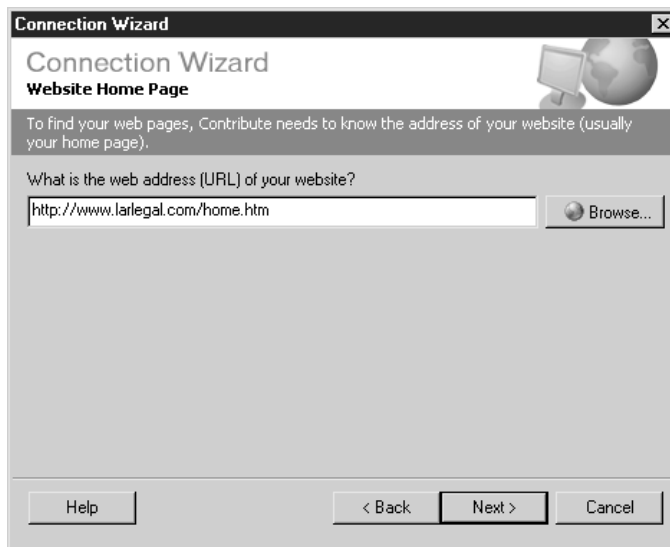 Connection Wizard
Connection Wizard
Website Home Page
To find your web pages, Contribute needs to know the address of your website (usually
your home page).
What is the web address (URL) of your website?
http://www.larlegal.com/home.htm
Browse...
Help
< Back
Next >
Cancel